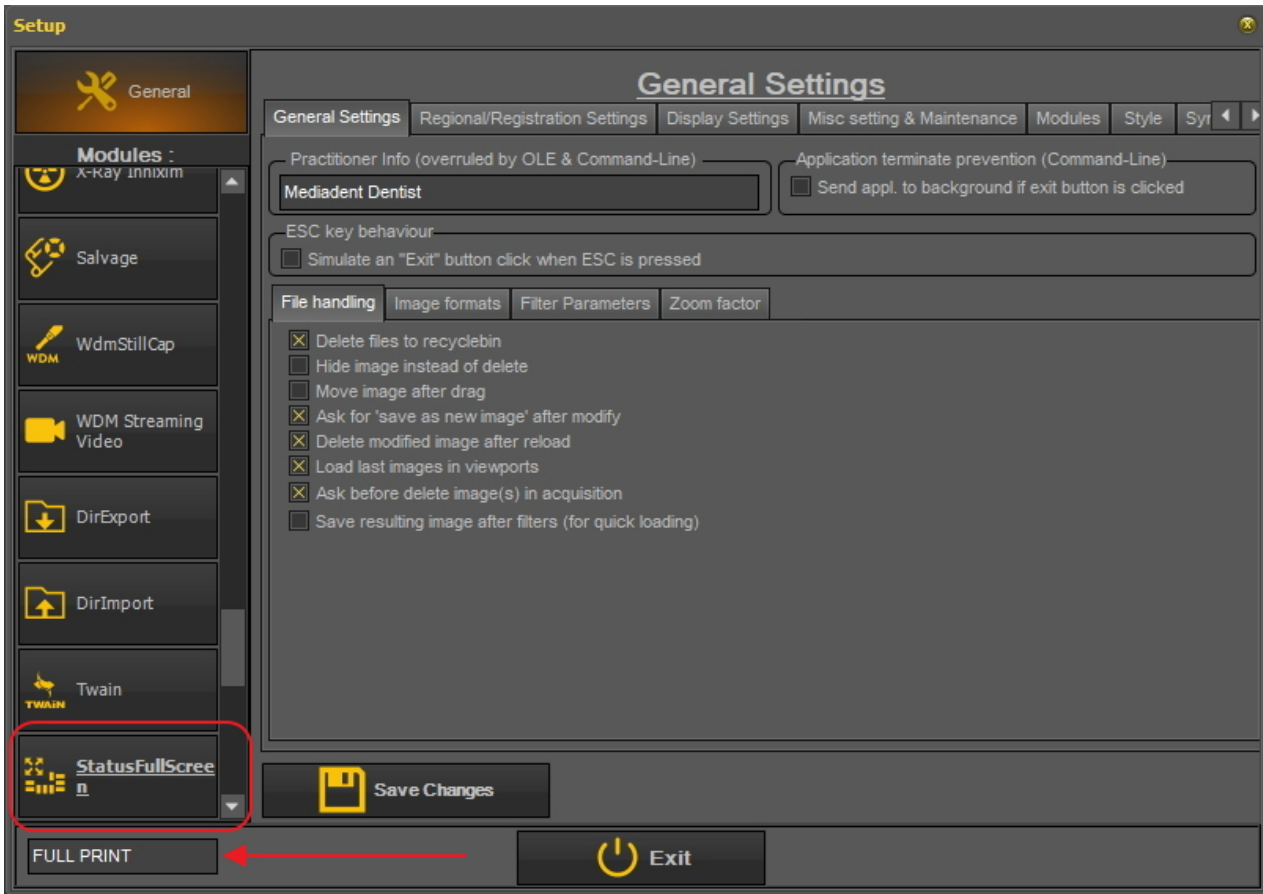 Setup
General
Modules :
X-Ray Innixim
Salvage
WDM
WdmStillCap
WDM Streaming
Video
DirExport
DirImport
TWAIN
Twain
StatusFullScree
n
FULL PRINT
General Settings
General Settings
Regional/Registration Settings
Display Settings
Misc setting & Maintenance
Modules
Style
Syr
Practitioner Info (overruled by OLE & Command-Line)
Mediadent Dentist
Application terminate prevention (Command-Line)
Send appl. to background if exit button is clicked
ESC key behaviour
Simulate an "Exit" button click when ESC is pressed
File handling
Image formats
Filter Parameters
Zoom factor
Delete files to recyclebin
Hide image instead of delete
Move image after drag
Ask for 'save as new image' after modify
Delete modified image after reload
Load last images in viewports
Ask before delete image(s) in acquisition
Save resulting image after filters (for quick loading)
Save Changes
Exit